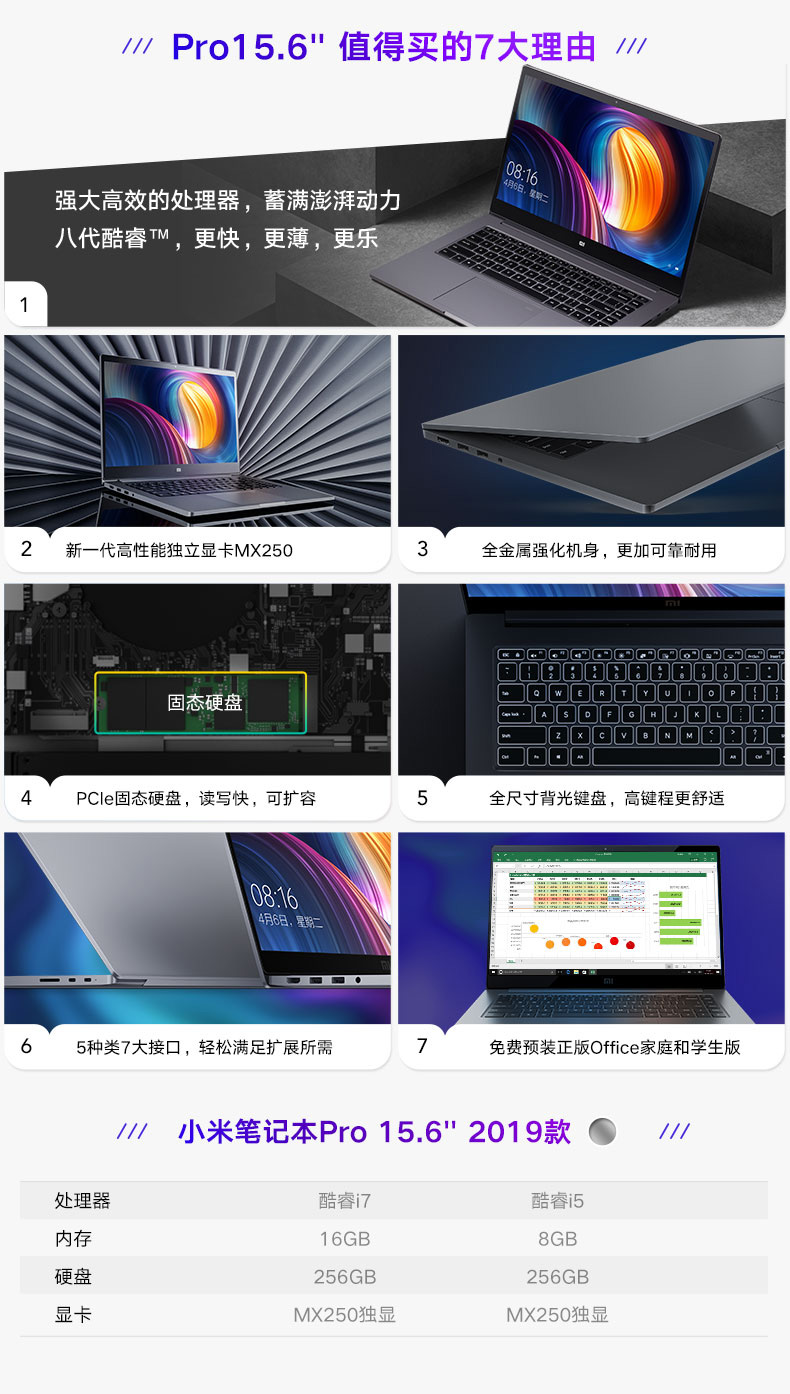 /// Pro15.6" 值得买的7大理由 ///
强大高效的处理器，蓄满澎湃动力
八代酷睿™，更快，更薄，更乐
08:16
4月6日，星期二
1
2 新一代高性能独立显卡MX250
3 全金属强化机身，更加可靠耐用
固态硬盘
4 PCIe固态硬盘，读写快，可扩容
5 全尺寸背光键盘，高键程更舒适
08:16
4月6日，星期二
6 5种类7大接口，轻松满足扩展所需
7 免费预装正版Office家庭和学生版
/// 小米笔记本Pro 15.6" 2019款 ///
处理器 酷睿i7 酷睿i5
内存 16GB 8GB
硬盘 256GB 256GB
显卡 MX250独显 MX250独显